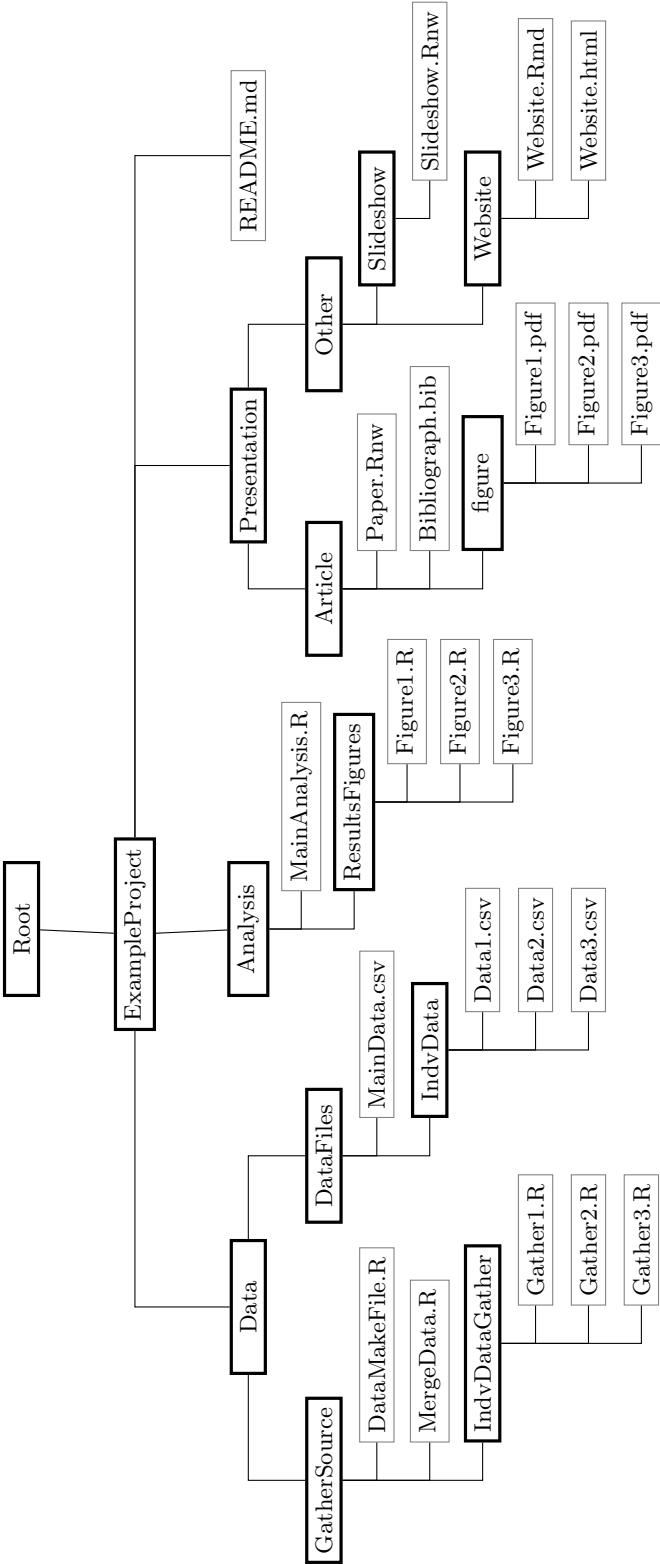 Root
ExampleProject
Data
GatherSource
DataMakeFile.R
MergeData.R
IndvDataGather
Gather1.R
Gather2.R
Gather3.R
DataFiles
MainData.csv
IndvData
Data1.csv
Data2.csv
Data3.csv
Analysis
MainAnalysis.R
ResultsFigures
Figure1.R
Figure2.R
Figure3.R
Presentation
Article
Paper.Rnw
Bibliograph.bib
figure
Figure1.pdf
Figure2.pdf
Figure3.pdf
Other
Slideshow
Slideshow.Rnw
Website
Website.Rmd
Website.html
README.md